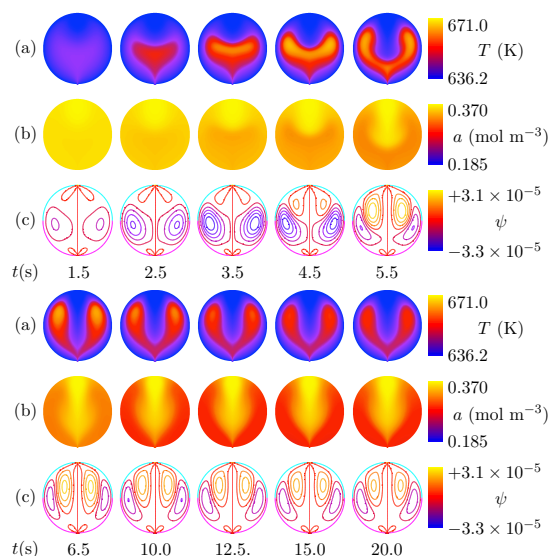 (a) 671.0 T (K) 636.2
(b) 0.370 a (mol m⁻³) 0.185
(c) +3.1 × 10⁻⁵ ψ −3.3 × 10⁻⁵
t(s) 1.5 2.5 3.5 4.5 5.5
(a) 671.0 T (K) 636.2
(b) 0.370 a (mol m⁻³) 0.185
(c) +3.1 × 10⁻⁵ ψ −3.3 × 10⁻⁵
t(s) 6.5 10.0 12.5. 15.0 20.0